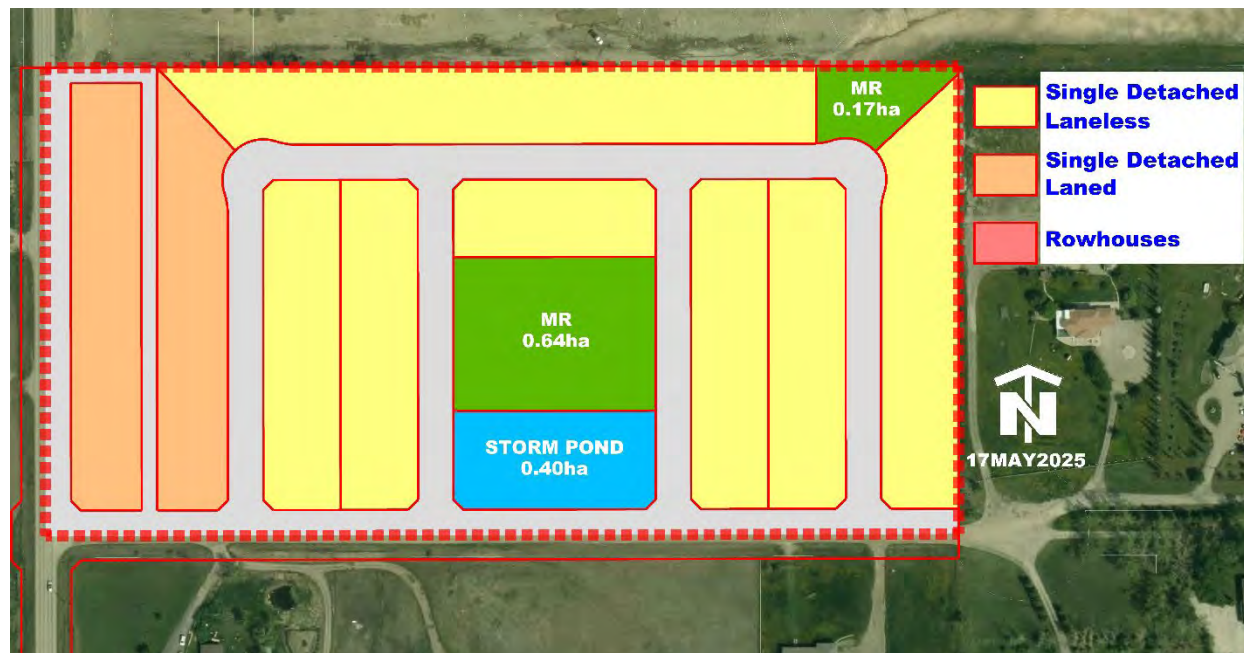 MR
0.17ha
Single Detached
Laneless
Single Detached
Laned
Rowhouses
MR
0.64ha
STORM POND
0.40ha
N
17MAY2025